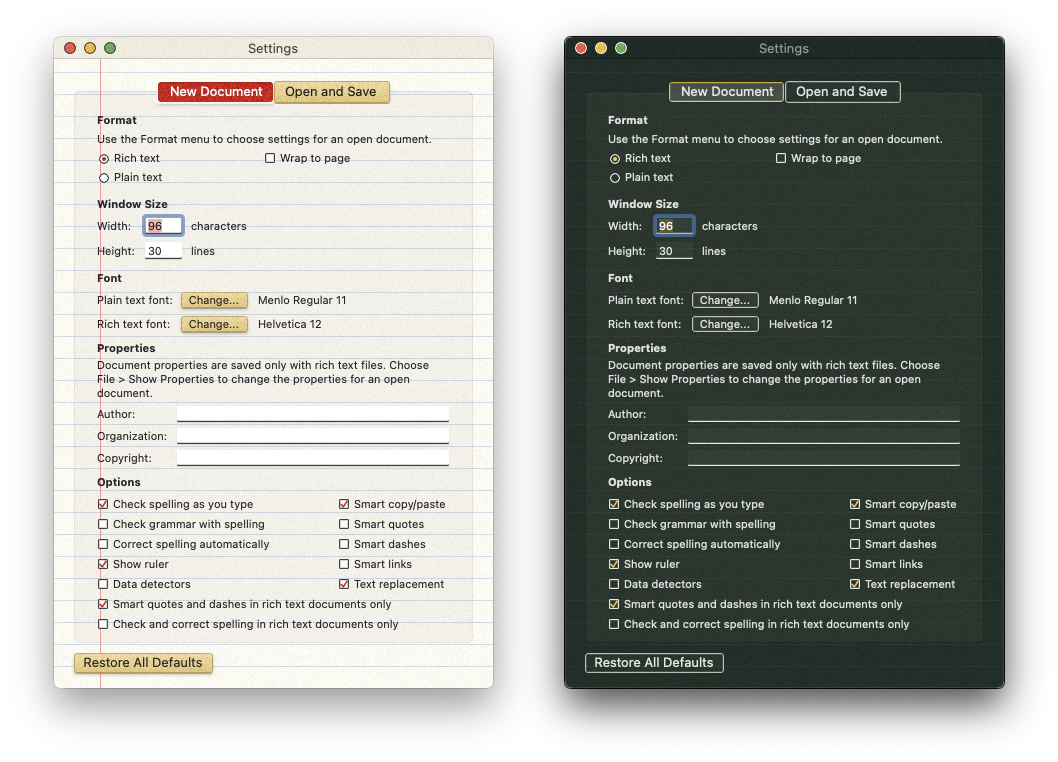 Settings
New Document Open and Save
Format
Use the Format menu to choose settings for an open document.
Rich text Wrap to page
Plain text
Window Size
Width: 96 characters
Height: 30 lines
Font
Plain text font: Change... Menlo Regular 11
Rich text font: Change... Helvetica 12
Properties
Document properties are saved only with rich text files. Choose
File > Show Properties to change the properties for an open
document.
Author:
Organization:
Copyright:
Options
Check spelling as you type Smart copy/paste
Check grammar with spelling Smart quotes
Correct spelling automatically Smart dashes
Show ruler Smart links
Data detectors Text replacement
Smart quotes and dashes in rich text documents only
Check and correct spelling in rich text documents only
Restore All Defaults
Settings
New Document Open and Save
Format
Use the Format menu to choose settings for an open document.
Rich text Wrap to page
Plain text
Window Size
Width: 96 characters
Height: 30 lines
Font
Plain text font: Change... Menlo Regular 11
Rich text font: Change... Helvetica 12
Properties
Document properties are saved only with rich text files. Choose
File > Show Properties to change the properties for an open
document.
Author:
Organization:
Copyright:
Options
Check spelling as you type Smart copy/paste
Check grammar with spelling Smart quotes
Correct spelling automatically Smart dashes
Show ruler Smart links
Data detectors Text replacement
Smart quotes and dashes in rich text documents only
Check and correct spelling in rich text documents only
Restore All Defaults